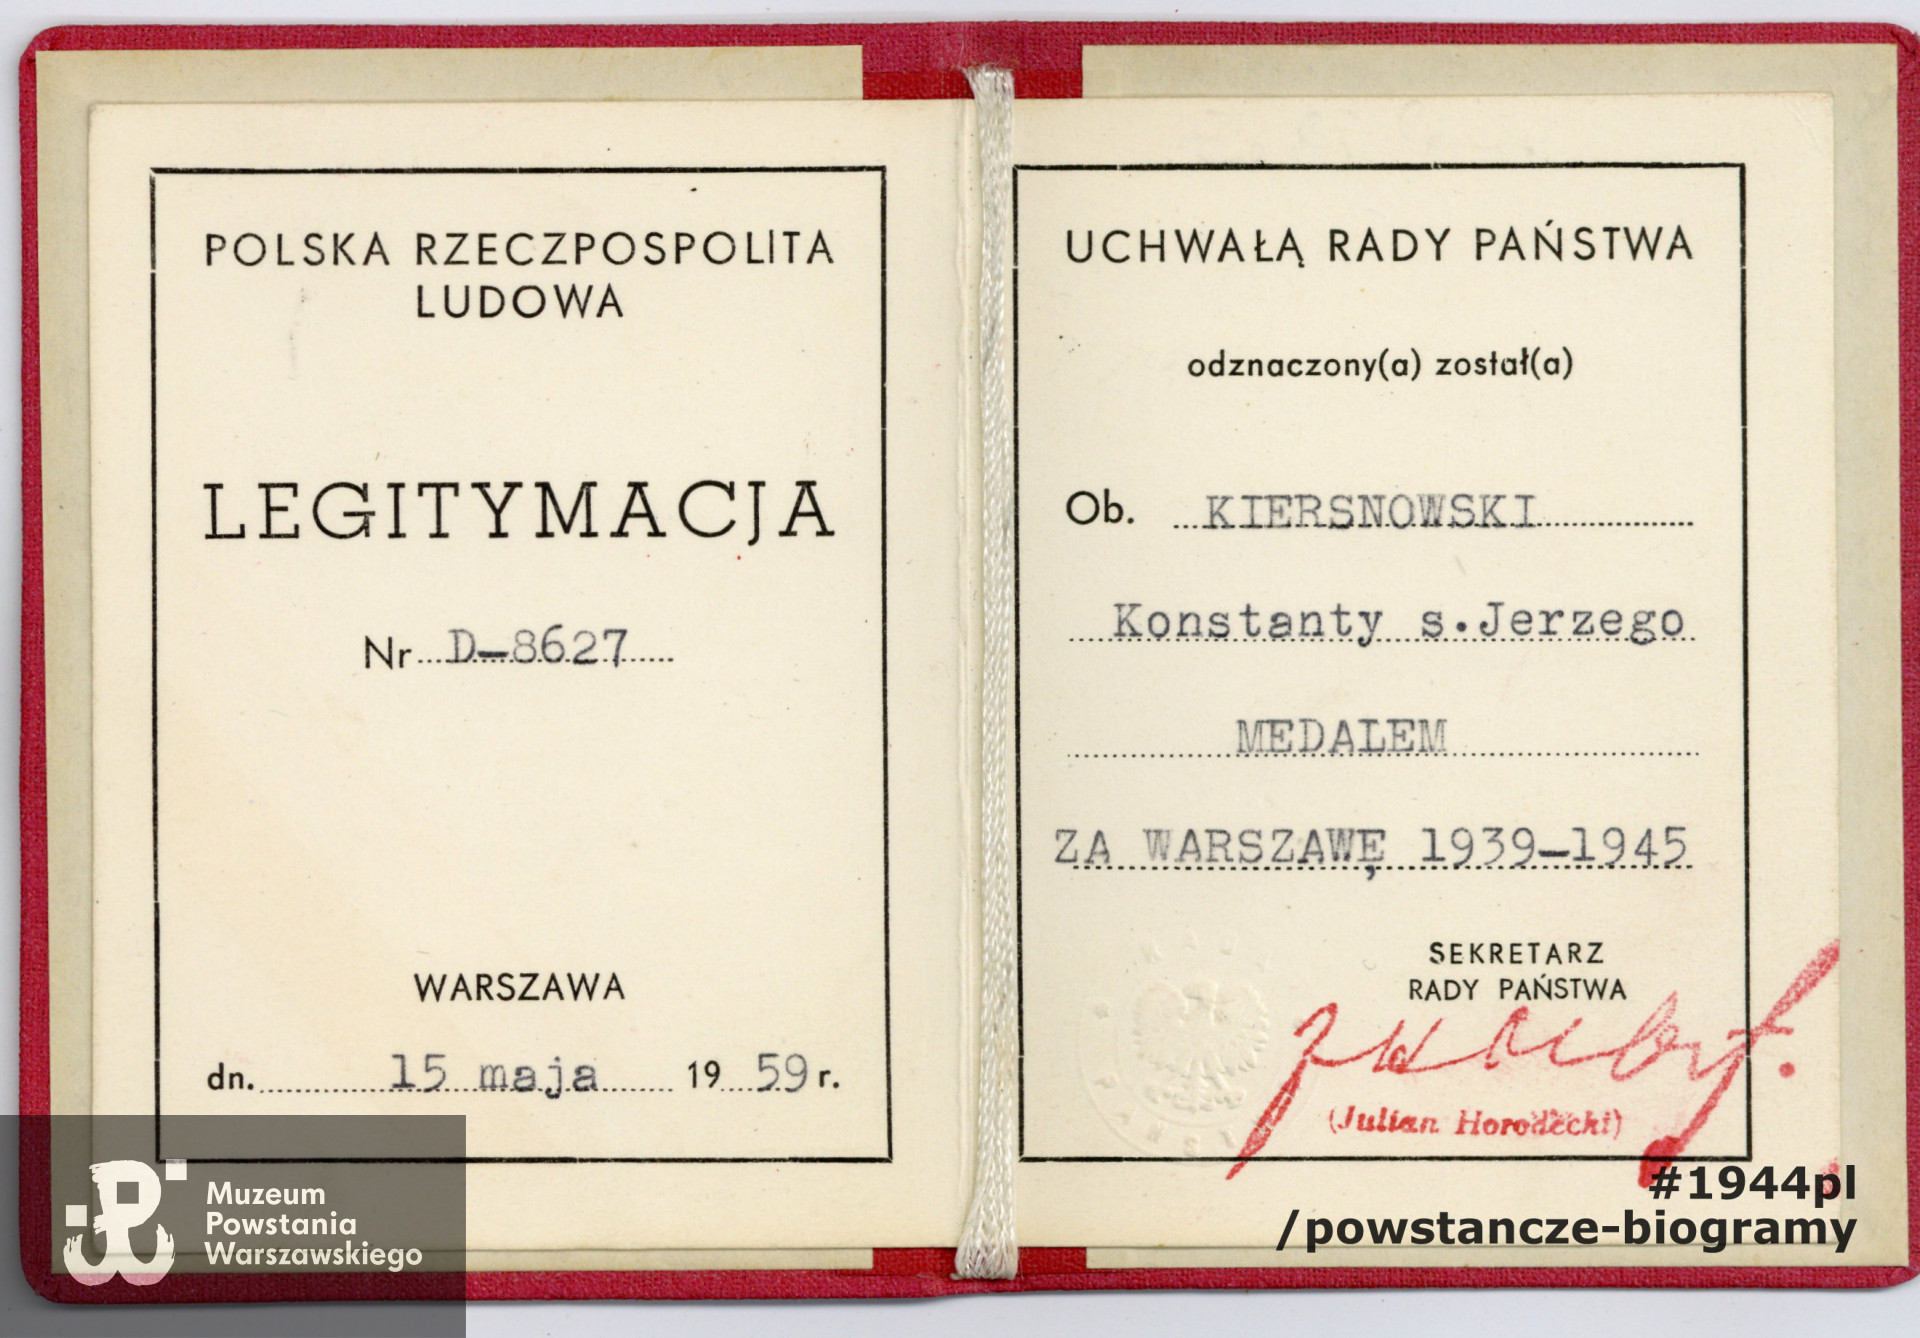 POLSKA RZECZPOSPOLITA
LUDOWA
LEGITYMACJA
Nr D-8627
WARSZAWA
dn. 15 maja 1959 r.
UCHWAŁĄ RADY PAŃSTWA
odznaczony(a) został(a)
Ob. KIERSNOWSKI
Konstanty s.Jerzego
MEDALEM
ZA WARSZAWĘ 1939-1945
SEKRETARZ
RADY PAŃSTWA
(Julian Horodecki)
Muzeum
Powstania
Warszawskiego
#1944pl
/powstancze-biogramy